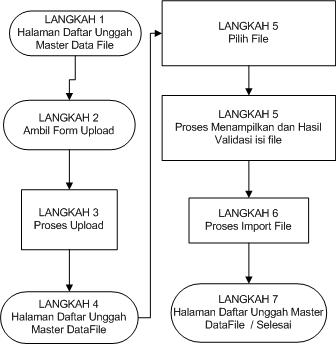 LANGKAH 1
Halaman Daftar Unggah
Master Data File
LANGKAH 2
Ambil Form Upload
LANGKAH 3
Proses Upload
LANGKAH 4
Halaman Daftar Unggah
Master DataFile
LANGKAH 5
Pilih File
LANGKAH 5
Proses Menampilkan dan Hasil
Validasi isi file
LANGKAH 6
Proses Import File
LANGKAH 7
Halaman Daftar Unggah Master
DataFile / Selesai